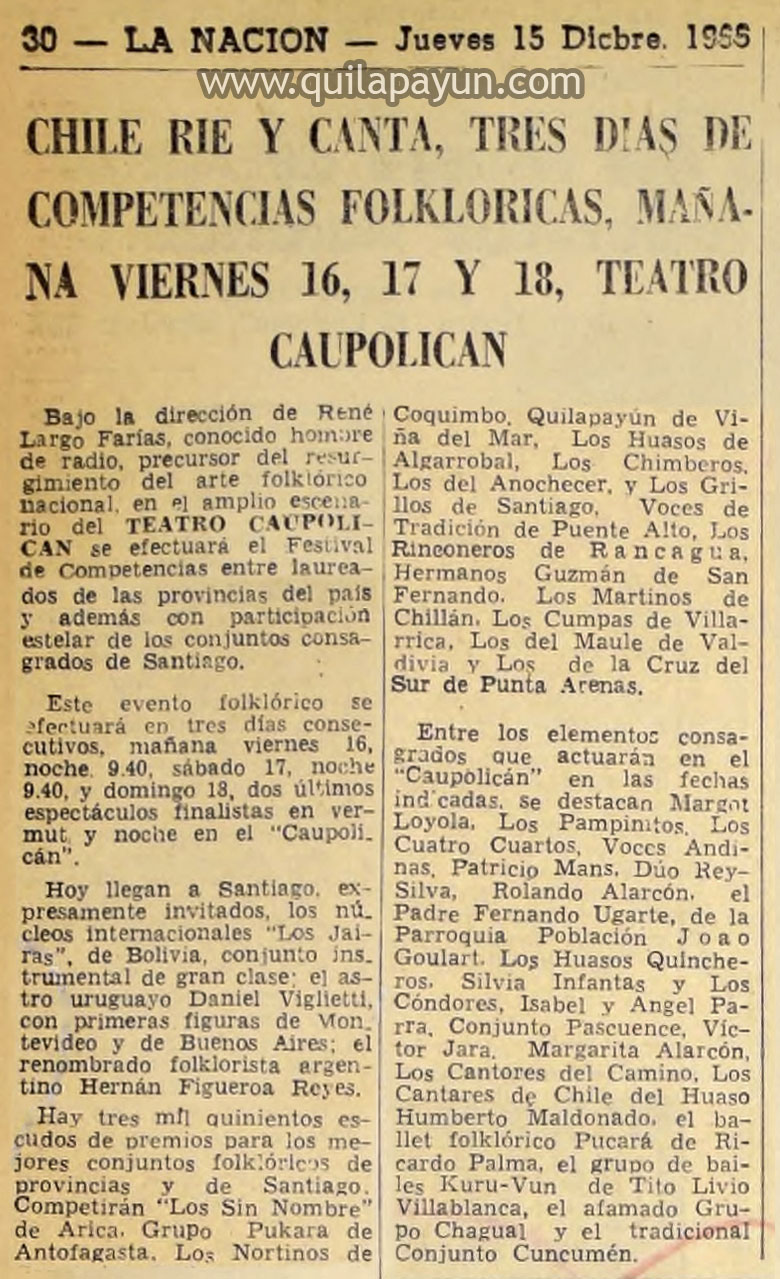 30 — LA NACION — Jueves 15 Dicbre. 1966
www.quilapayun.com
CHILE RIE Y CANTA, TRES DIAS DE
COMPETENCIAS FOLKLORICAS, MAÑA-
NA VIERNES 16, 17 Y 18, TEATRO
CAUPOLICAN
Bajo la dirección de René
Largo Farías, conocido hombre
de radio, precursor del resur-
gimiento del arte folklórico
nacional, en el amplio escena-
rio del TEATRO CAUPOLI-
CAN se efectuará el Festival
de Competencias entre laurea-
dos de las provincias del país
y además con participación
estelar de los conjuntos consa-
grados de Santiago.
Este evento folklórico se
efectuará en tres días conse-
cutivos, mañana viernes 16,
noche 9.40, sábado 17, noche
9.40, y domingo 18, dos últimos
espectáculos finalistas en ver-
mut y noche en el "Caupoli.
cán".
Hoy llegan a Santiago, ex-
presamente invitados, los nú_
cleos internacionales "Los Jai-
ras", de Bolivia, conjunto ins_
trumental de gran clase; el as-
tro uruguayo Daniel Viglietti,
con primeras figuras de Mon_
tevideo y de Buenos Aires; el
renombrado folklorista argen-
tino Hernán Figueroa Reyes.
Hay tres mil quinientos es-
cudos de premios para los me-
jores conjuntos folklóricos de
provincias y de Santiago.
Competirán "Los Sin Nombre"
de Arica, Grupo Pukara de
Antofagasta, Los Nortinos de
Coquimbo, Quilapayún de Vi-
ña del Mar, Los Huasos de
Algarrobal, Los Chimberos,
Los del Anochecer, y Los Gri-
llos de Santiago, Voces de
Tradición de Puente Alto, Los
Rinconeros de Rancagua,
Hermanos Guzmán de San
Fernando, Los Martinos de
Chillán, Los Cumpas de Villa-
rrica, Los del Maule de Val-
divia y Los de la Cruz del
Sur de Punta Arenas.
Entre los elementos consa-
grados que actuarán en el
"Caupolicán" en las fechas
indicadas, se destacan Margot
Loyola, Los Pampinitos, Los
Cuatro Cuartos, Voces Andi-
nas, Patricio Mans, Dúo Rey-
Silva, Rolando Alarcón, el
Padre Fernando Ugarte, de la
Parroquia Población Joao
Goulart, Los Huasos Quinche-
ros, Silvia Infantas y Los
Cóndores, Isabel y Angel Pa-
rra, Conjunto Pascuence, Víc-
tor Jara, Margarita Alarcón,
Los Cantores del Camino, Los
Cantares de Chile del Huaso
Humberto Maldonado, el ba-
llet folklórico Pucará de Ri-
cardo Palma, el grupo de bai-
les Kuru-Vun de Tito Livio
Villablanca, el afamado Gru-
po Chagual y el tradicional
Conjunto Cuncumén.